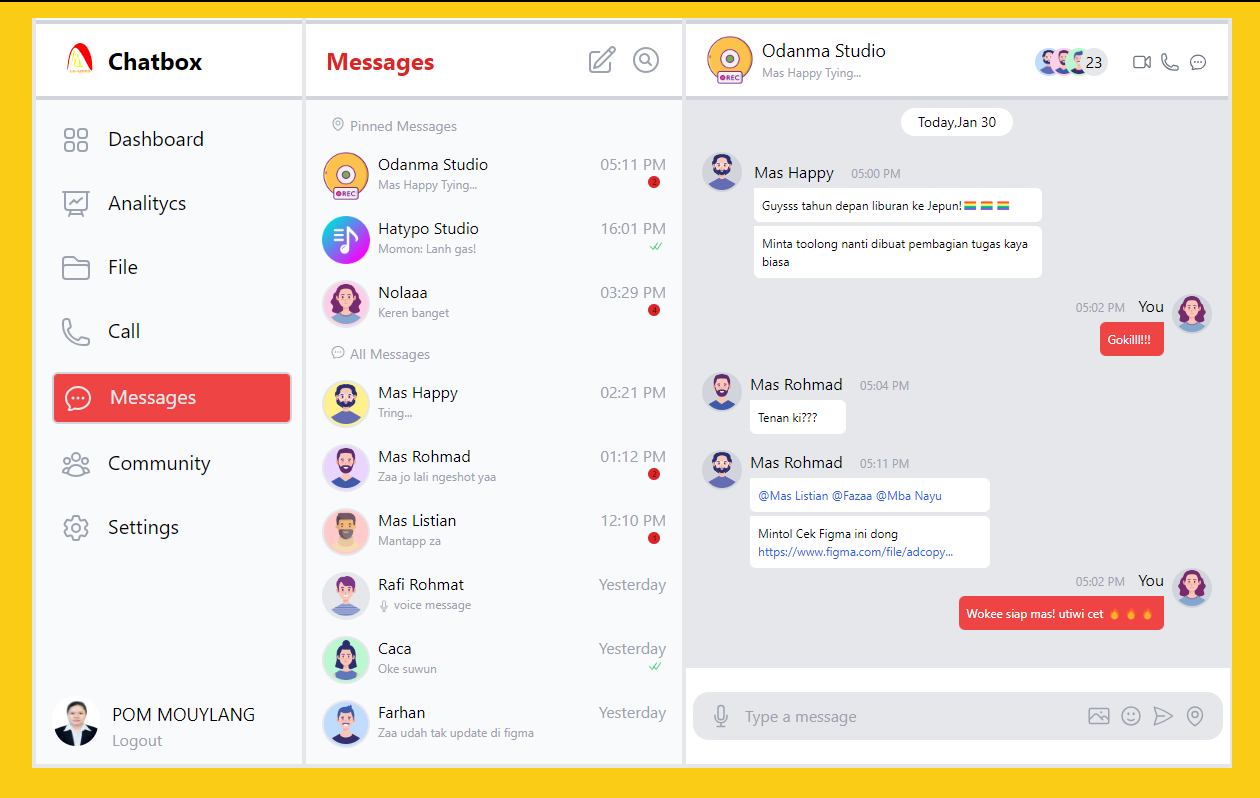 Chatbox
Dashboard
Analitycs
File
Call
Messages
Community
Settings
POM MOUYLANG
Logout
Messages
Pinned Messages
Odanma Studio 05:11 PM
Mas Happy Tying... 2
REC
Hatypo Studio 16:01 PM
Momon: Lanh gas!
Nolaaa 03:29 PM
Keren banget 4
All Messages
Mas Happy 02:21 PM
Tring...
Mas Rohmad 01:12 PM
Zaa jo lali ngeshot yaa 2
Mas Listian 12:10 PM
Mantapp za
Rafi Rohmat Yesterday
voice message
Caca Yesterday
Oke suwun
Farhan Yesterday
Zaa udah tak update di figma
Odanma Studio
Mas Happy Tying...
REC
23
Today,Jan 30
Mas Happy 05:00 PM
Guysss tahun depan liburan ke Jepun!
Minta toolong nanti dibuat pembagian tugas kaya
biasa
05:02 PM You
Gokilll!!!
Mas Rohmad 05:04 PM
Tenan ki???
Mas Rohmad 05:11 PM
@Mas Listian @Fazaa @Mba Nayu
Mintol Cek Figma ini dong
https://www.figma.com/file/adcopy...
05:02 PM You
Wokee siap mas! utiwi cet 🔥 🔥 🔥
Type a message